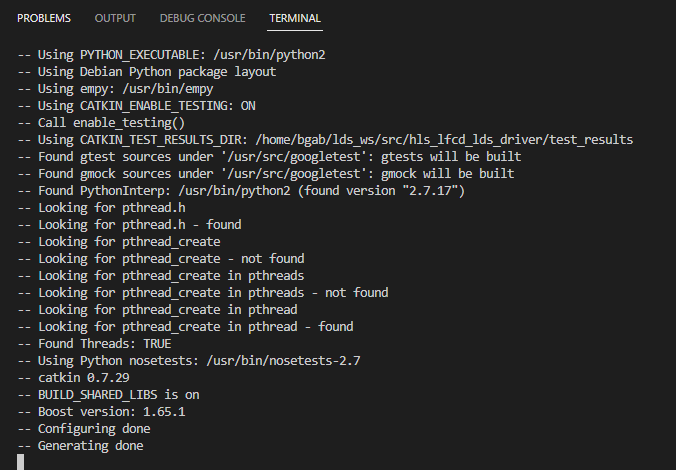 PROBLEMS OUTPUT DEBUG CONSOLE TERMINAL
-- Using PYTHON_EXECUTABLE: /usr/bin/python2
-- Using Debian Python package layout
-- Using empy: /usr/bin/empy
-- Using CATKIN_ENABLE_TESTING: ON
-- Call enable_testing()
-- Using CATKIN_TEST_RESULTS_DIR: /home/bgab/lds_ws/src/hls_lfcd_lds_driver/test_results
-- Found gtest sources under '/usr/src/googletest': gtests will be built
-- Found gmock sources under '/usr/src/googletest': gmock will be built
-- Found PythonInterp: /usr/bin/python2 (found version "2.7.17")
-- Looking for pthread.h
-- Looking for pthread.h - found
-- Looking for pthread_create
-- Looking for pthread_create - not found
-- Looking for pthread_create in pthreads
-- Looking for pthread_create in pthreads - not found
-- Looking for pthread_create in pthread
-- Looking for pthread_create in pthread - found
-- Found Threads: TRUE
-- Using Python nosetests: /usr/bin/nosetests-2.7
-- catkin 0.7.29
-- BUILD_SHARED_LIBS is on
-- Boost version: 1.65.1
-- Configuring done
-- Generating done